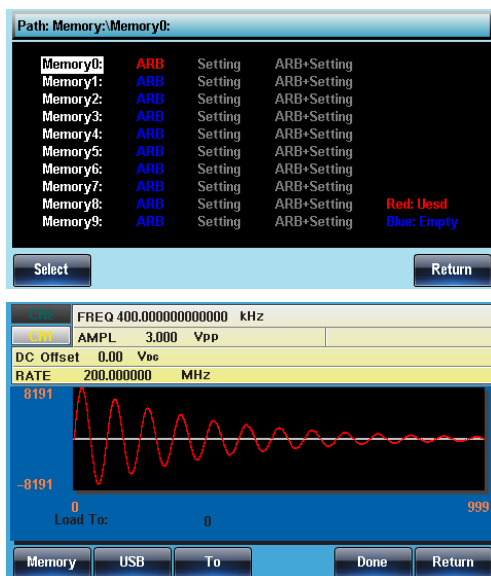 Path: Memory:\Memory0:
Memory0: ARB Setting ARB+Setting
Memory1: ARB Setting ARB+Setting
Memory2: ARB Setting ARB+Setting
Memory3: ARB Setting ARB+Setting
Memory4: ARB Setting ARB+Setting
Memory5: ARB Setting ARB+Setting
Memory6: ARB Setting ARB+Setting
Memory7: ARB Setting ARB+Setting
Memory8: ARB Setting ARB+Setting Red: Uesd
Memory9: ARB Setting ARB+Setting Blue: Empty
Select Return
CH2 FREQ 400.000000000000 kHz
CH1 AMPL 3.000 Vpp
DC Offset 0.00 VDC
RATE 200.000000 MHz
8191
-8191
0 999
Load To: 0
Memory USB To Done Return